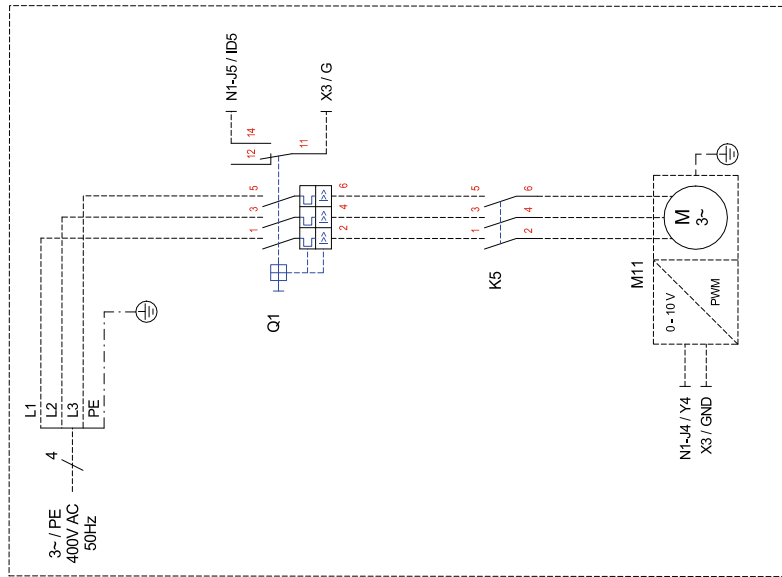 N1-J5 / ID5
X3 / G
14
12
11
5
3
1
I>>
I>>
I>>
6
4
2
Q1
L1
L2
L3
PE
4
3~ / PE
400V AC
50Hz
5
3
1
6
4
2
K5
M11
M
3~
0 - 10 V
PWM
N1-J4 / Y4
X3 / GND